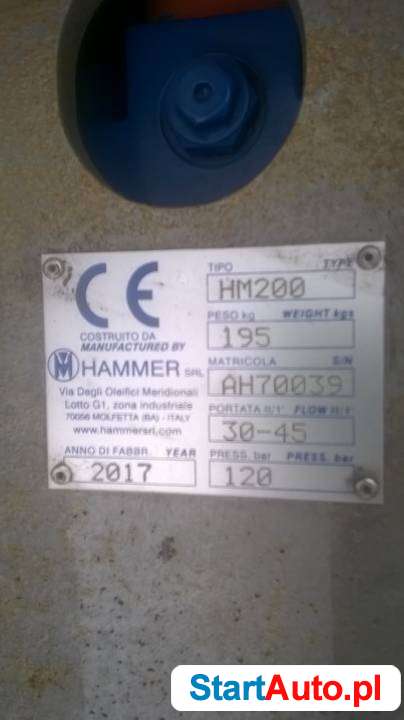 CE
TIPO TYPE
HM200
COSTRUITO DA
MANUFACTURED BY
HAMMER SRL
Via Degli Oleifici Meridionali
Lotto G1, zona industriale
70056 MOLFETTA (BA) - ITALY
www.hammersrl.com
PESO kg WEIGHT kgs
195
MATRICOLA S/N
AH70039
PORTATA lt/1' FLOW lt/1'
30-45
ANNO DI FABBR. YEAR
2017
PRESS. bar PRESS. bar
120
StartAuto.pl